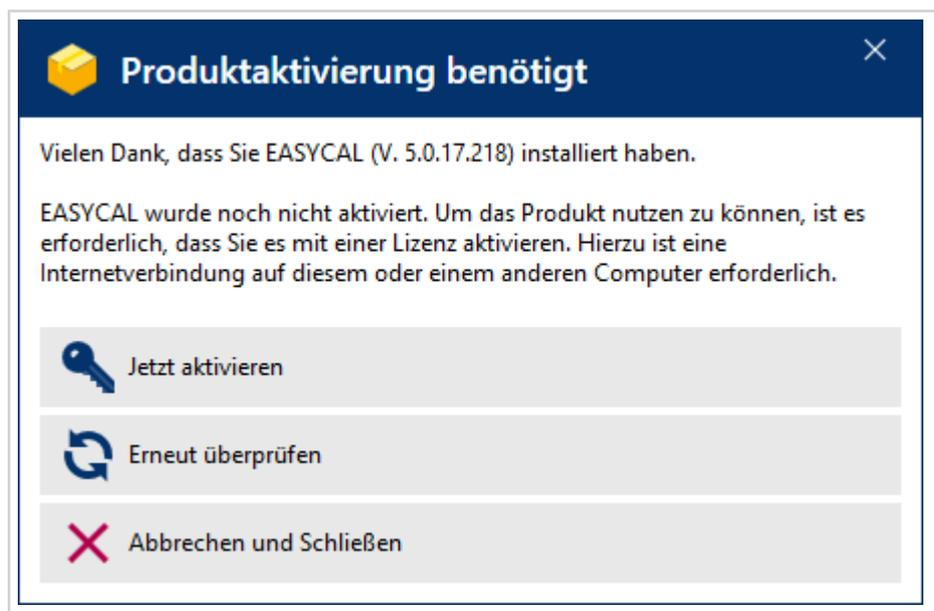 Produktaktivierung benötigt
Vielen Dank, dass Sie EASYCAL (V. 5.0.17.218) installiert haben.
EASYCAL wurde noch nicht aktiviert. Um das Produkt nutzen zu können, ist es
erforderlich, dass Sie es mit einer Lizenz aktivieren. Hierzu ist eine
Internetverbindung auf diesem oder einem anderen Computer erforderlich.
Jetzt aktivieren
Erneut überprüfen
Abbrechen und Schließen